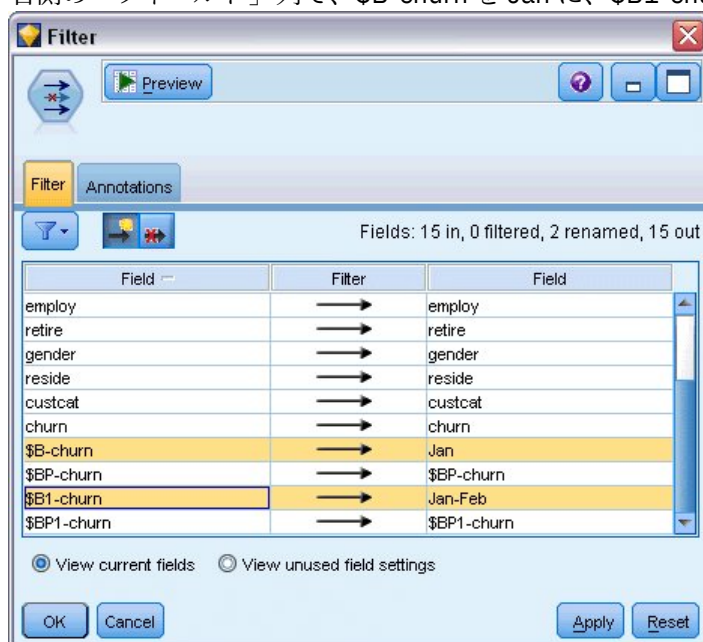 Filter
Preview
Filter Annotations
Fields: 15 in, 0 filtered, 2 renamed, 15 out
Field Filter Field
employ employ
retire retire
gender gender
reside reside
custcat custcat
churn churn
$B-churn Jan
$BP-churn $BP-churn
$B1-churn Jan-Feb
$BP1-churn $BP1-churn
View current fields View unused field settings
OK Cancel Apply Reset